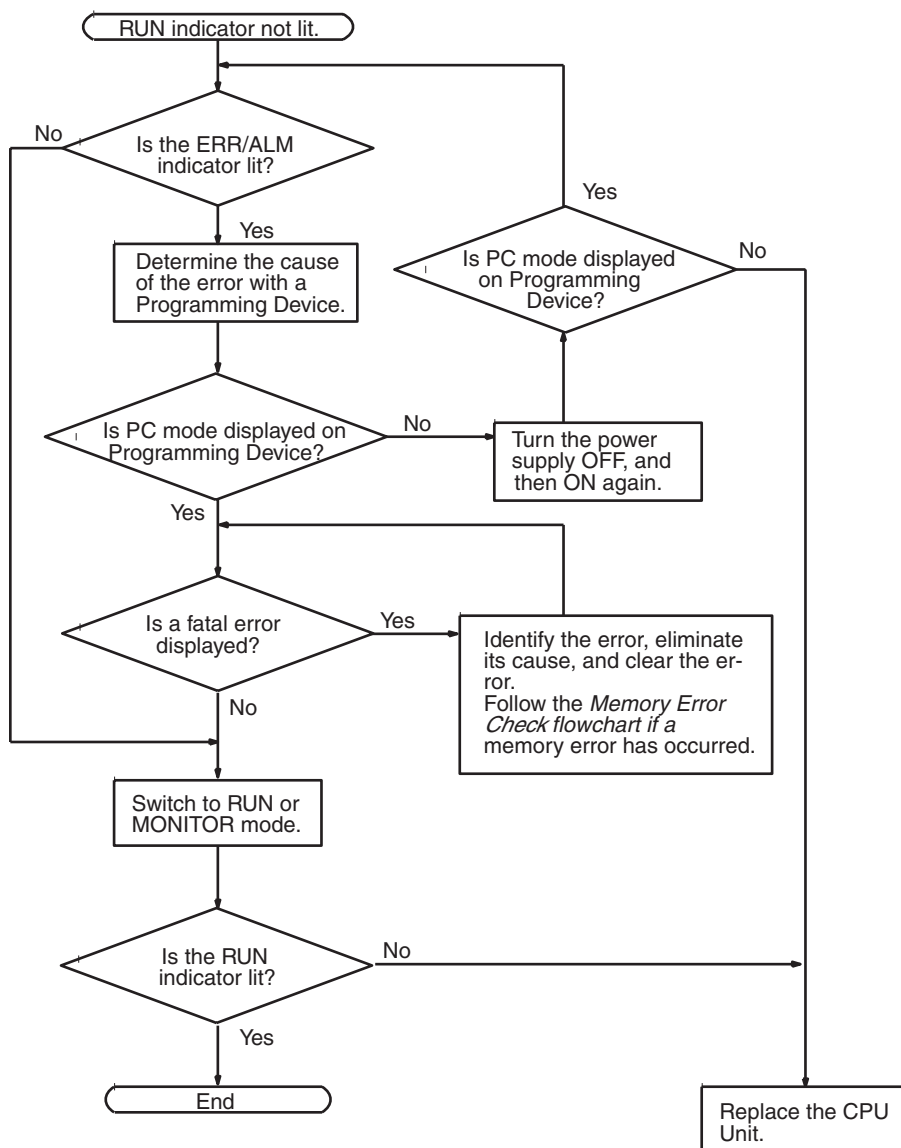 RUN indicator not lit.
No
Is the ERR/ALM
indicator lit?
Yes
Determine the cause
of the error with a
Programming Device.
Is PC mode displayed on
Programming Device?
No
Turn the power
supply OFF, and
then ON again.
Yes
Is PC mode displayed
on Programming
Device?
No
Yes
Is a fatal error
displayed?
Yes
Identify the error, eliminate
its cause, and clear the er-
ror.
Follow the Memory Error
Check flowchart if a
memory error has occurred.
No
Switch to RUN or
MONITOR mode.
Is the RUN
indicator lit?
No
Yes
End
Replace the CPU
Unit.